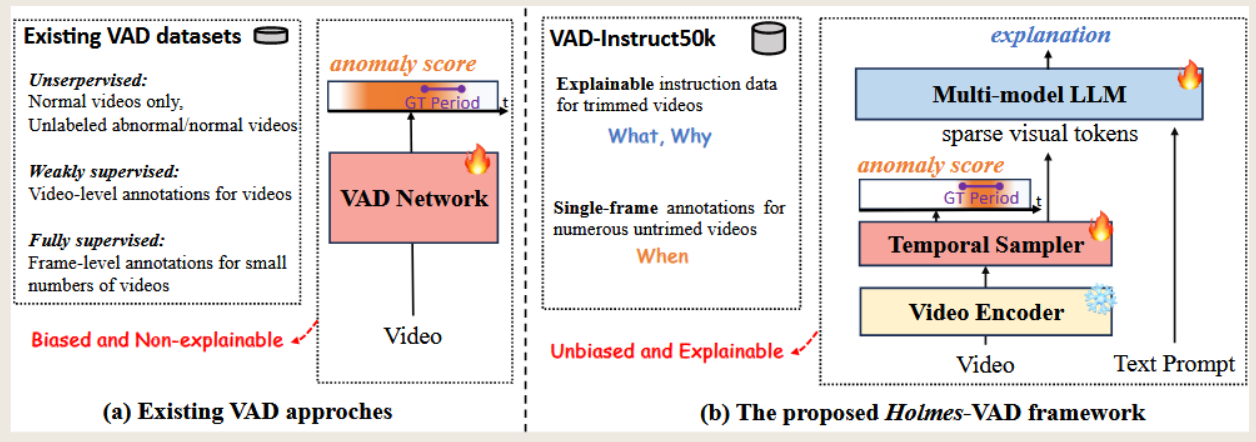 Existing VAD datasets
Unserpervised:
Normal videos only,
Unlabeled abnormal/normal videos
Weakly supervised:
Video-level annotations for videos
Fully supervised:
Frame-level annotations for small
numbers of videos
anomaly score
GT Period
t
VAD Network
Video
Biased and Non-explainable
(a) Existing VAD approches
VAD-Instruct50k
Explainable instruction data
for trimmed videos
What, Why
Single-frame annotations for
numerous untrimed videos
When
explanation
Multi-model LLM
sparse visual tokens
anomaly score
GT Period
t
Temporal Sampler
Video Encoder
Video
Text Prompt
Unbiased and Explainable
(b) The proposed Holmes-VAD framework